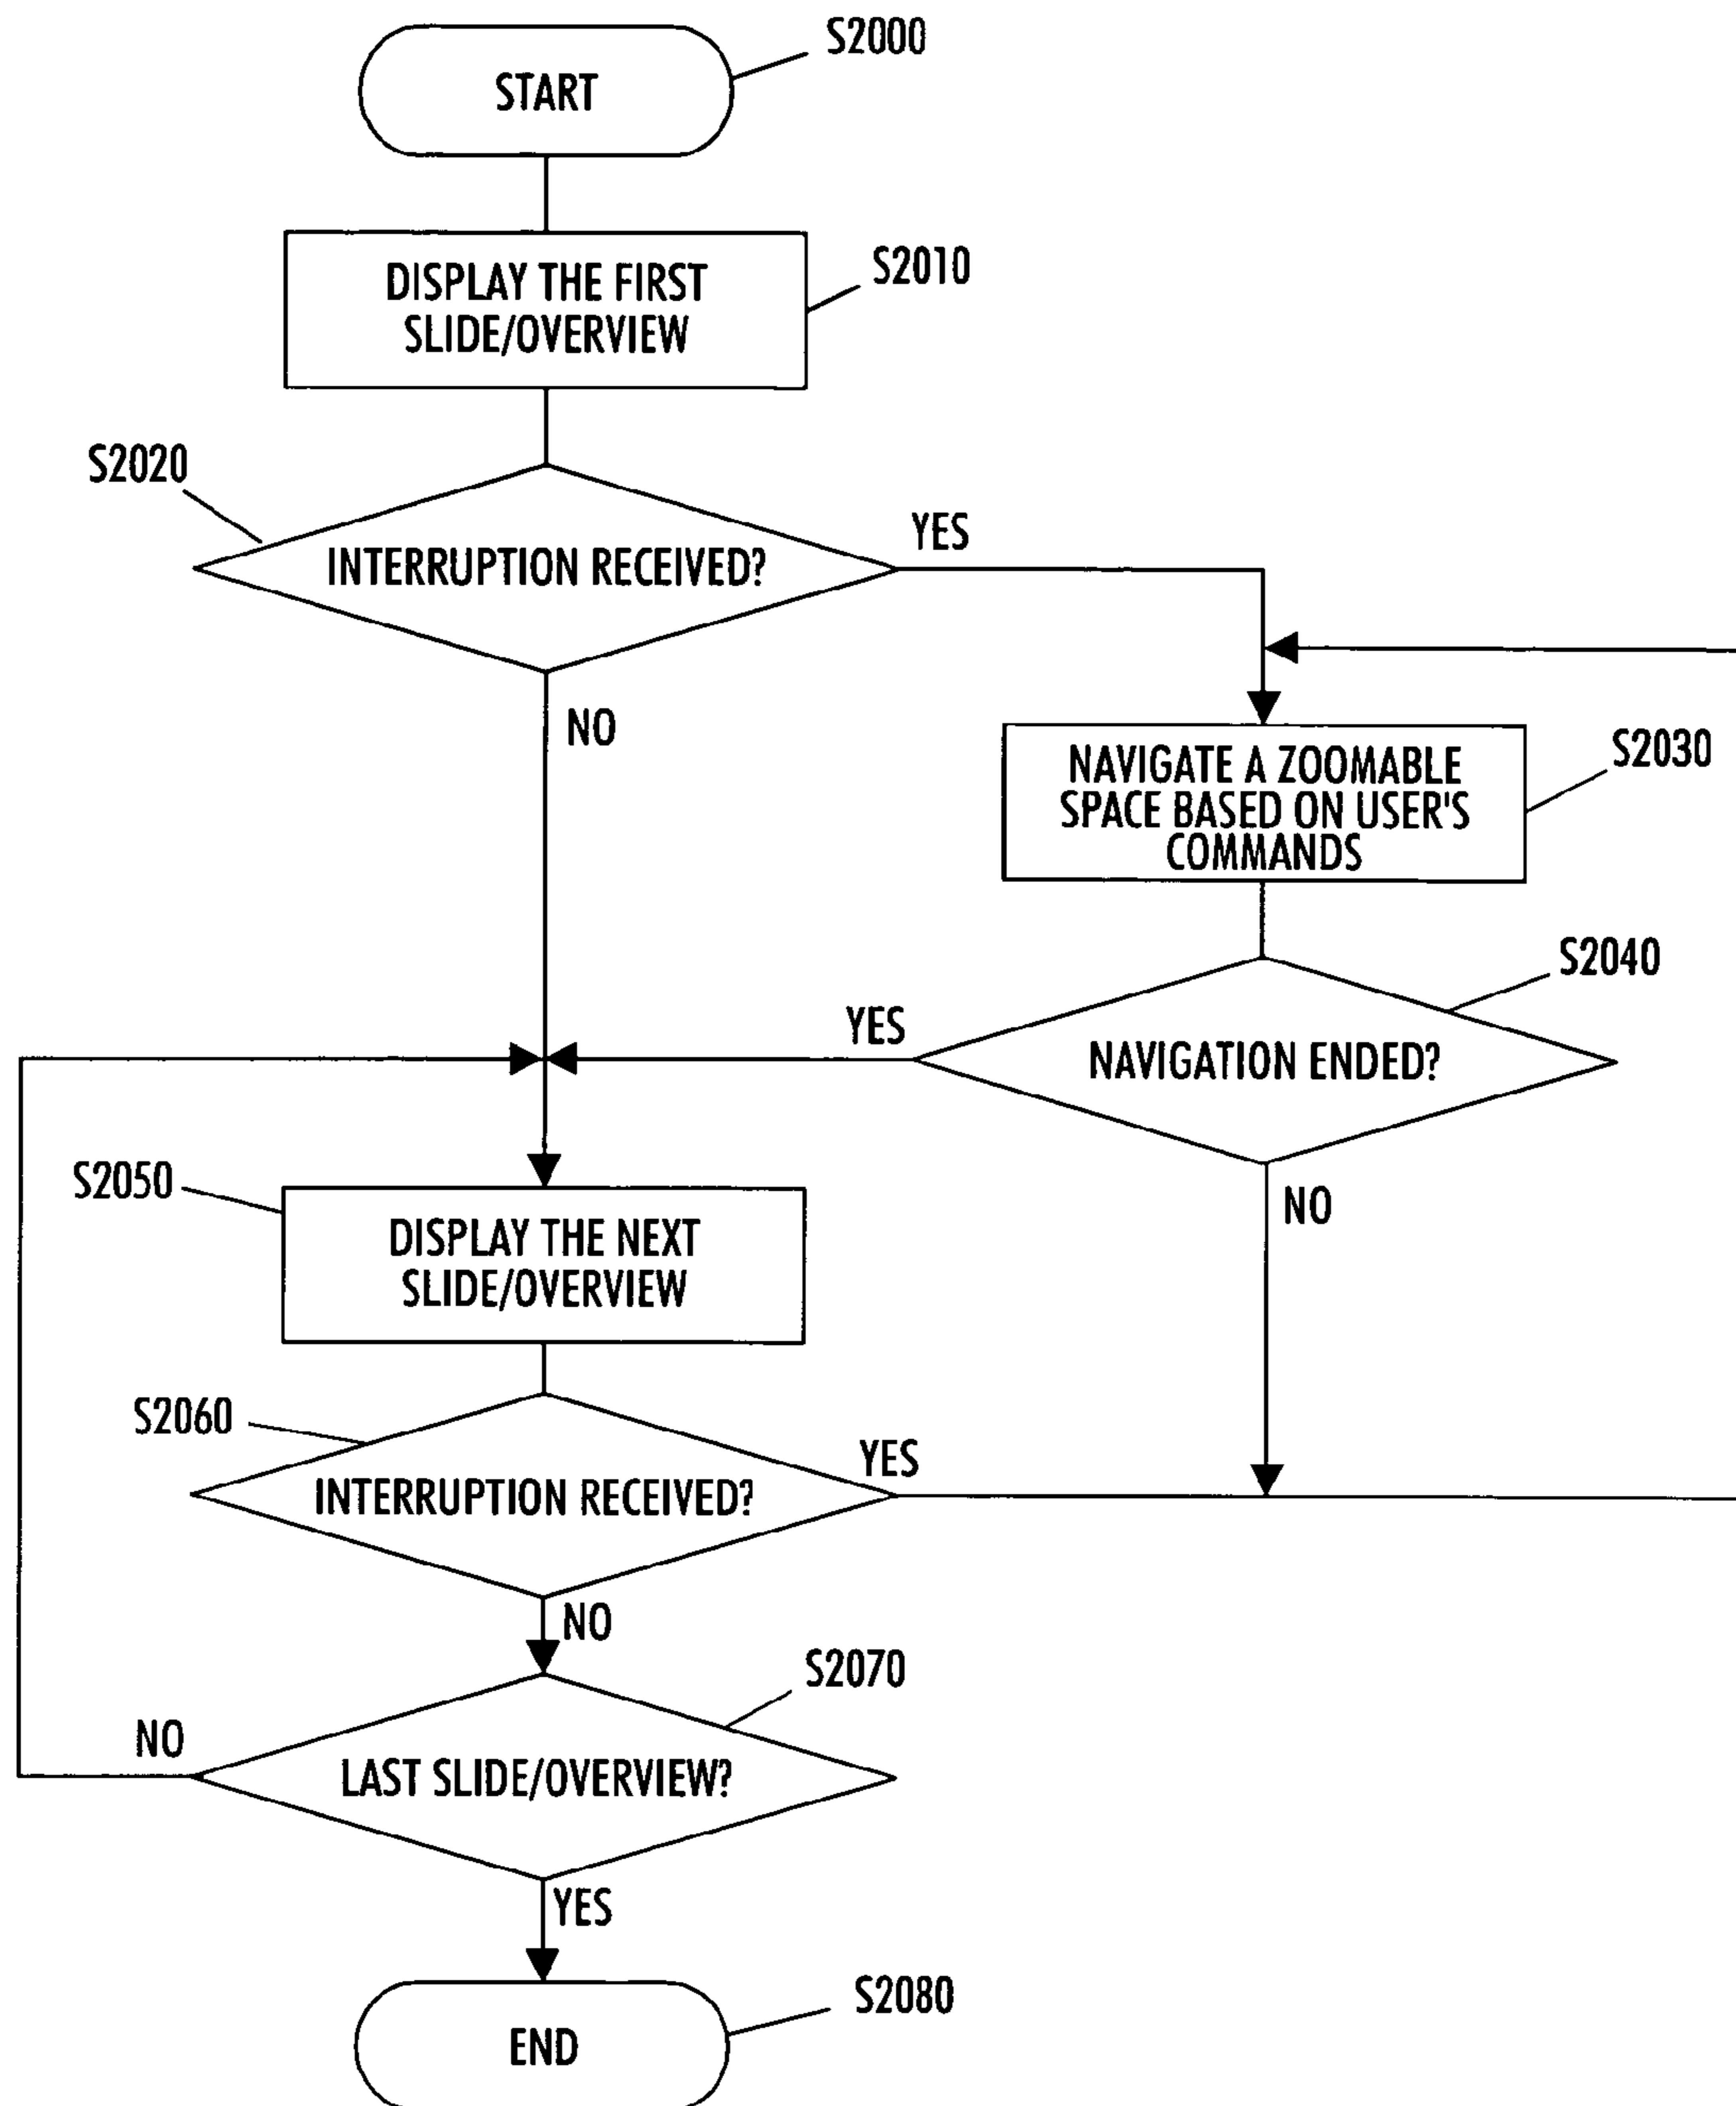 S2000
START
S2010
DISPLAY THE FIRST
SLIDE/OVERVIEW
S2020
INTERRUPTION RECEIVED?
YES
NO
NAVIGATE A ZOOMABLE
SPACE BASED ON USER'S
COMMANDS
S2030
S2040
NAVIGATION ENDED?
YES
NO
S2050
DISPLAY THE NEXT
SLIDE/OVERVIEW
S2060
INTERRUPTION RECEIVED?
YES
NO
S2070
LAST SLIDE/OVERVIEW?
NO
YES
S2080
END